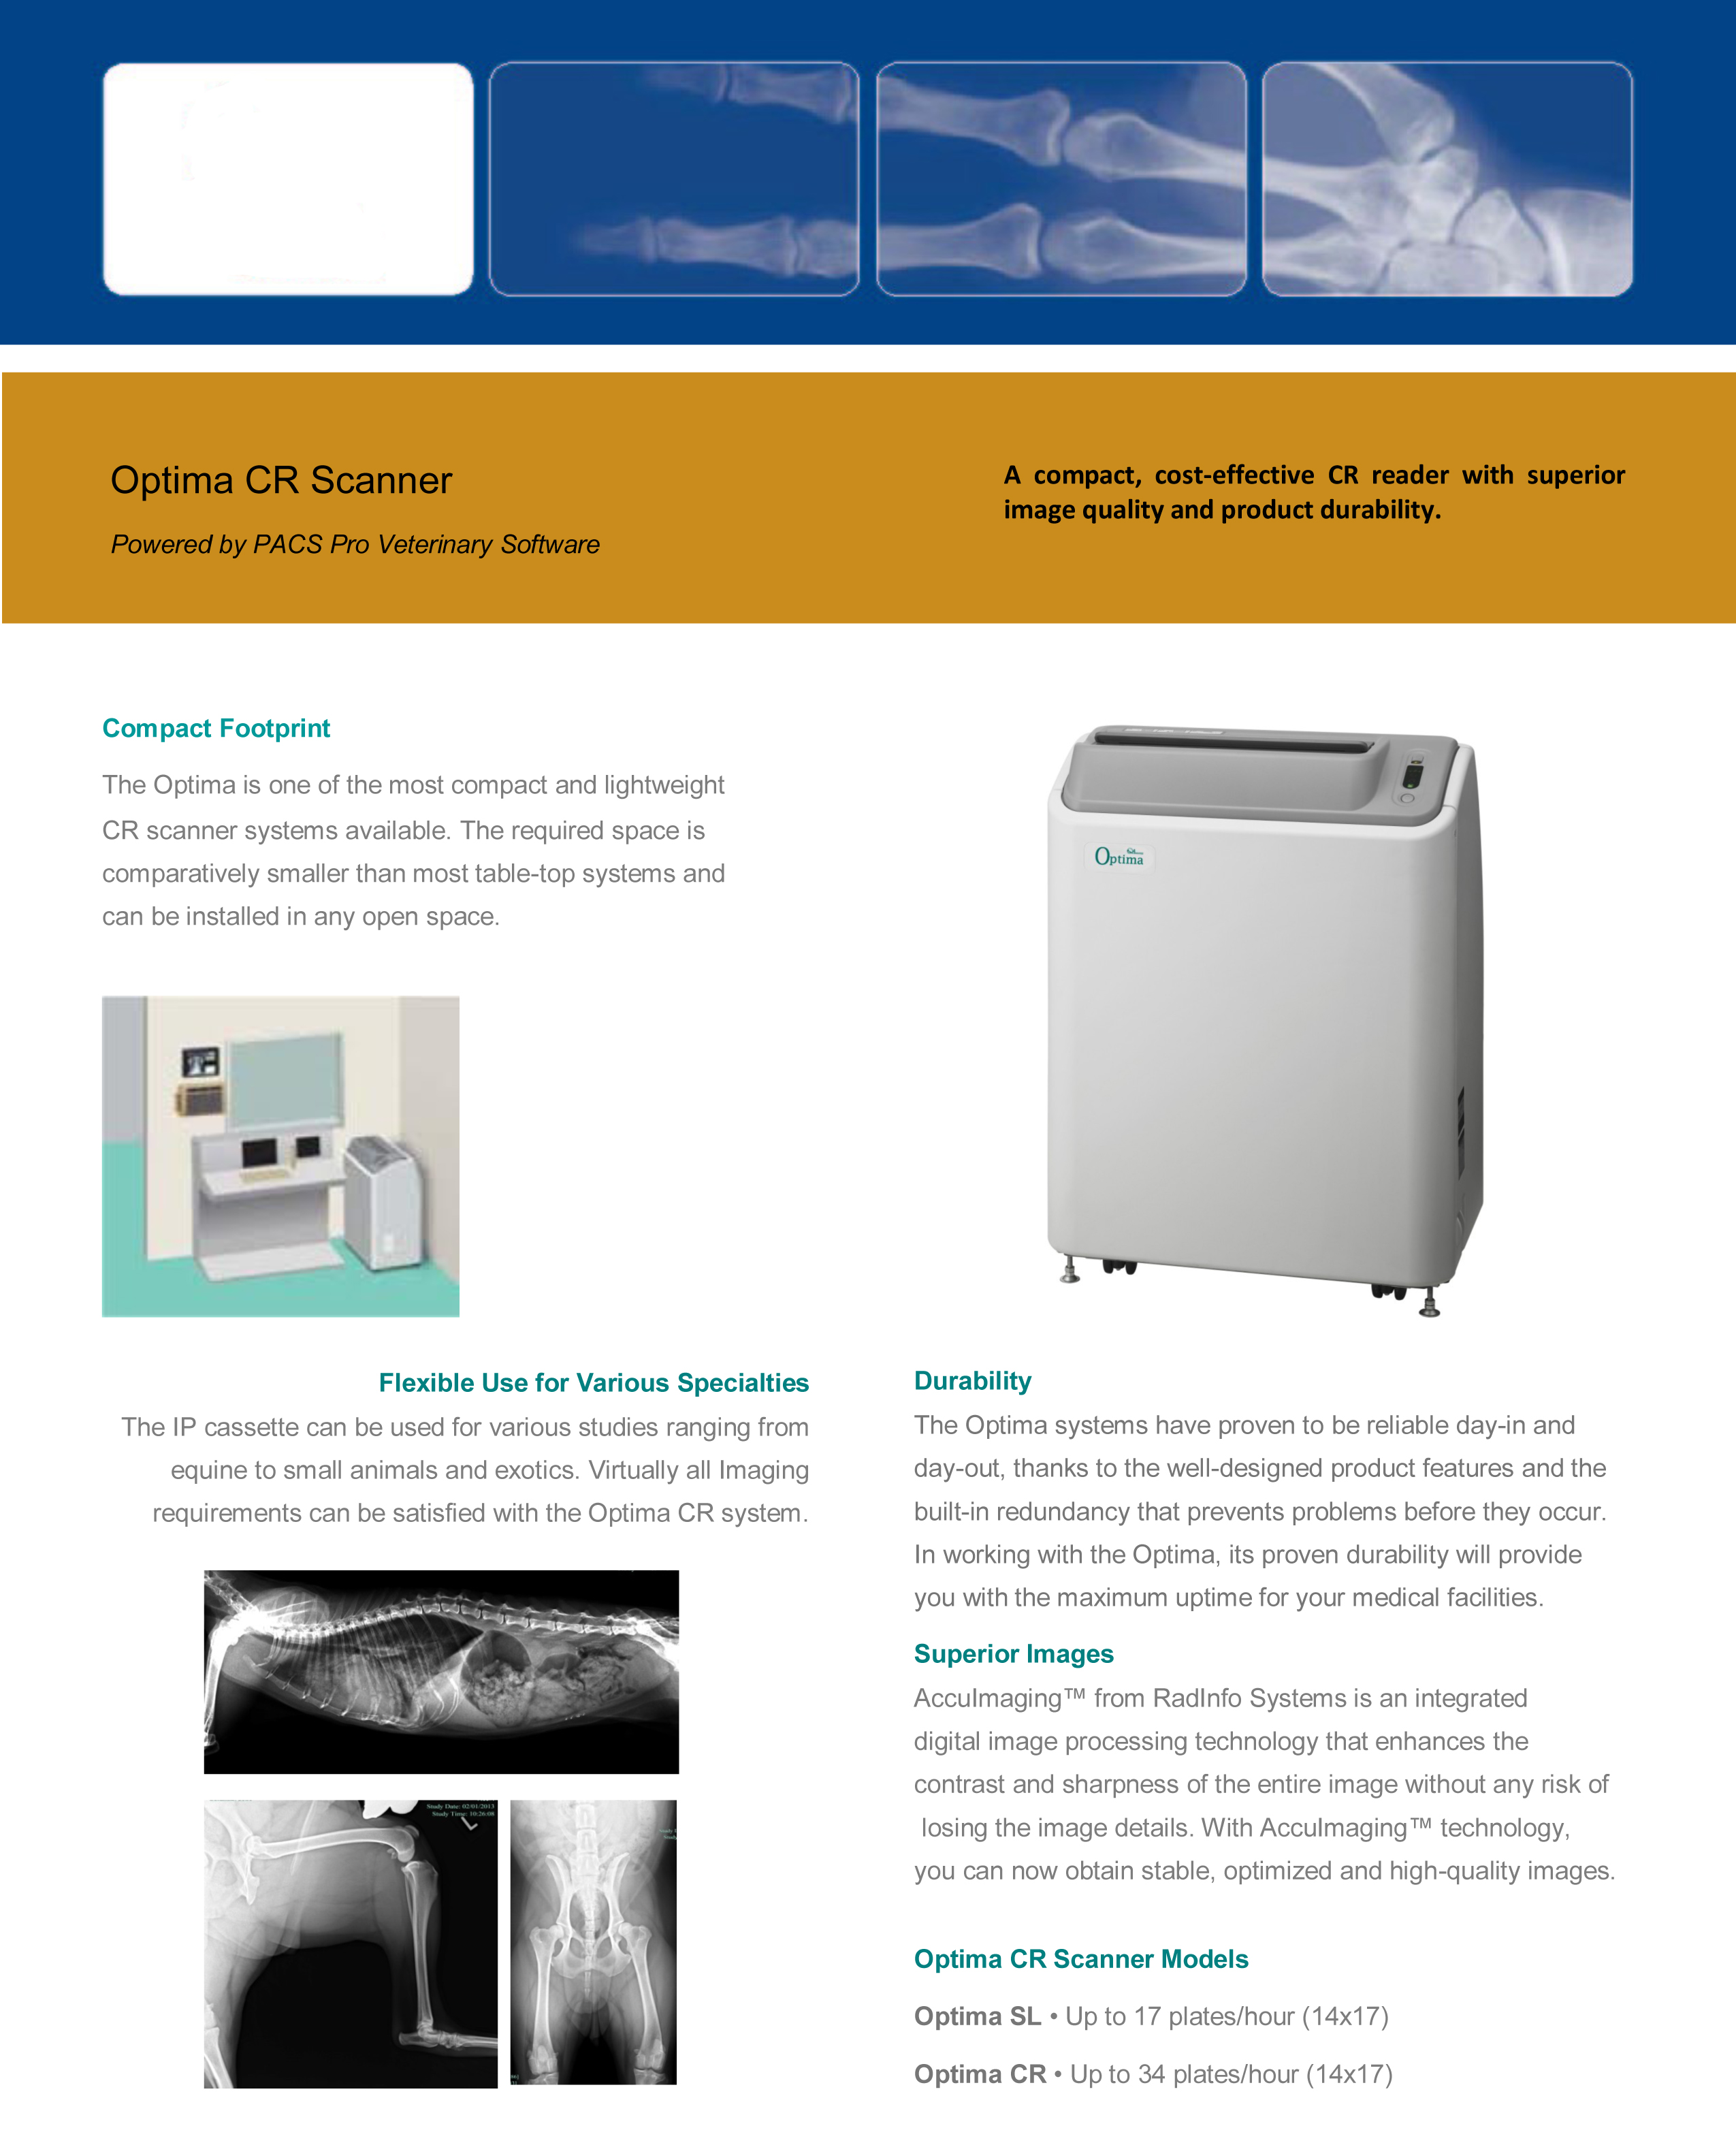 Optima CR Scanner
Powered by PACS Pro Veterinary Software
A compact, cost-effective CR reader with superior
image quality and product durability.
Compact Footprint
The Optima is one of the most compact and lightweight
CR scanner systems available. The required space is
comparatively smaller than most table-top systems and
can be installed in any open space.
Optima
Flexible Use for Various Specialties
The IP cassette can be used for various studies ranging from
equine to small animals and exotics. Virtually all Imaging
requirements can be satisfied with the Optima CR system.
Study Date: 02/01/2013
Study Time: 10:26:08
Durability
The Optima systems have proven to be reliable day-in and
day-out, thanks to the well-designed product features and the
built-in redundancy that prevents problems before they occur.
In working with the Optima, its proven durability will provide
you with the maximum uptime for your medical facilities.
Superior Images
AccuImaging™ from RadInfo Systems is an integrated
digital image processing technology that enhances the
contrast and sharpness of the entire image without any risk of
losing the image details. With AccuImaging™ technology,
you can now obtain stable, optimized and high-quality images.
Optima CR Scanner Models
Optima SL • Up to 17 plates/hour (14x17)
Optima CR • Up to 34 plates/hour (14x17)